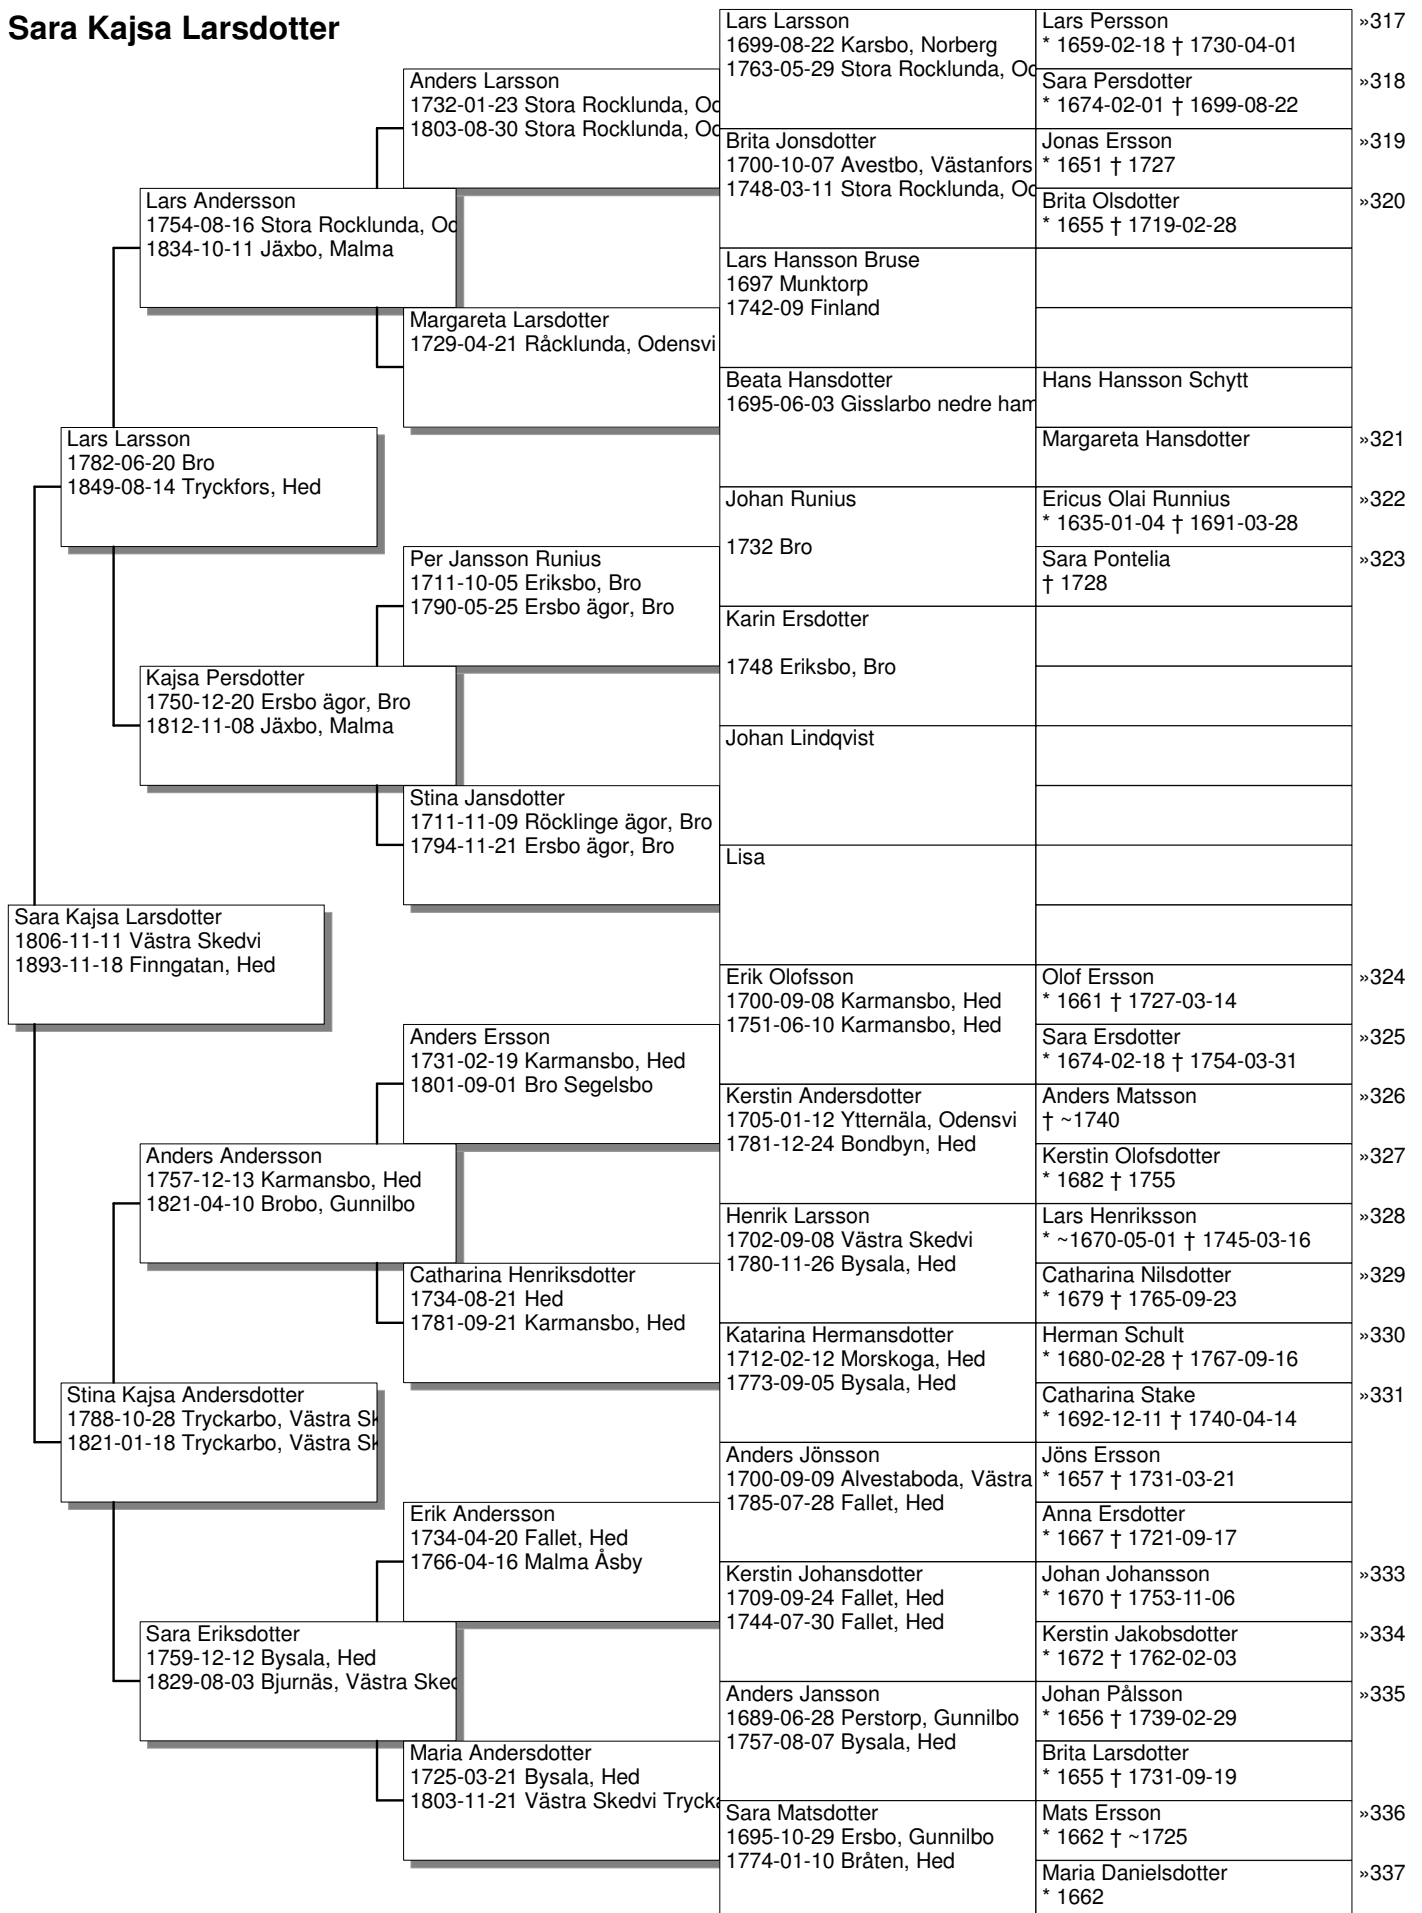 Sara Kajsa Larsdotter
Sara Kajsa Larsdotter
1806-11-11 Västra Skedvi
1893-11-18 Finngatan, Hed
Lars Larsson
1782-06-20 Bro
1849-08-14 Tryckfors, Hed
Stina Kajsa Andersdotter
1788-10-28 Tryckarbo, Västra Sk
1821-01-18 Tryckarbo, Västra Sk
Lars Andersson
1754-08-16 Stora Rocklunda, Od
1834-10-11 Jäxbo, Malma
Kajsa Persdotter
1750-12-20 Ersbo ägor, Bro
1812-11-08 Jäxbo, Malma
Anders Andersson
1757-12-13 Karmansbo, Hed
1821-04-10 Brobo, Gunnilbo
Sara Eriksdotter
1759-12-12 Bysala, Hed
1829-08-03 Bjurnäs, Västra Sked
Anders Larsson
1732-01-23 Stora Rocklunda, Od
1803-08-30 Stora Rocklunda, Od
Margareta Larsdotter
1729-04-21 Råcklunda, Odensvi
Per Jansson Runius
1711-10-05 Eriksbo, Bro
1790-05-25 Ersbo ägor, Bro
Stina Jansdotter
1711-11-09 Röcklinge ägor, Bro
1794-11-21 Ersbo ägor, Bro
Anders Ersson
1731-02-19 Karmansbo, Hed
1801-09-01 Bro Segelsbo
Catharina Henriksdotter
1734-08-21 Hed
1781-09-21 Karmansbo, Hed
Erik Andersson
1734-04-20 Fallet, Hed
1766-04-16 Malma Åsby
Maria Andersdotter
1725-03-21 Bysala, Hed
1803-11-21 Västra Skedvi Trycka
Lars Larsson
1699-08-22 Karsbo, Norberg
1763-05-29 Stora Rocklunda, Od
Brita Jonsdotter
1700-10-07 Avestbo, Västanfors
1748-03-11 Stora Rocklunda, Od
Lars Hansson Bruse
1697 Munktorp
1742-09 Finland
Beata Hansdotter
1695-06-03 Gisslarbo nedre ham
Johan Runius
1732 Bro
Karin Ersdotter
1748 Eriksbo, Bro
Johan Lindqvist
Lisa
Erik Olofsson
1700-09-08 Karmansbo, Hed
1751-06-10 Karmansbo, Hed
Kerstin Andersdotter
1705-01-12 Ytternäla, Odensvi
1781-12-24 Bondbyn, Hed
Henrik Larsson
1702-09-08 Västra Skedvi
1780-11-26 Bysala, Hed
Katarina Hermansdotter
1712-02-12 Morskoga, Hed
1773-09-05 Bysala, Hed
Anders Jönsson
1700-09-09 Alvestaboda, Västra
1785-07-28 Fallet, Hed
Kerstin Johansdotter
1709-09-24 Fallet, Hed
1744-07-30 Fallet, Hed
Anders Jansson
1689-06-28 Perstorp, Gunnilbo
1757-08-07 Bysala, Hed
Sara Matsdotter
1695-10-29 Ersbo, Gunnilbo
1774-01-10 Bråten, Hed
Lars Persson »317
* 1659-02-18 † 1730-04-01
Sara Persdotter »318
* 1674-02-01 † 1699-08-22
Jonas Ersson »319
* 1651 † 1727
Brita Olsdotter »320
* 1655 † 1719-02-28
Hans Hansson Schytt
Margareta Hansdotter »321
Ericus Olai Runnius »322
* 1635-01-04 † 1691-03-28
Sara Pontelia »323
† 1728
Olof Ersson »324
* 1661 † 1727-03-14
Sara Ersdotter »325
* 1674-02-18 † 1754-03-31
Anders Matsson »326
† ~1740
Kerstin Olofsdotter »327
* 1682 † 1755
Lars Henriksson »328
* ~1670-05-01 † 1745-03-16
Catharina Nilsdotter »329
* 1679 † 1765-09-23
Herman Schult »330
* 1680-02-28 † 1767-09-16
Catharina Stake »331
* 1692-12-11 † 1740-04-14
Jöns Ersson
* 1657 † 1731-03-21
Anna Ersdotter
* 1667 † 1721-09-17
Johan Johansson »333
* 1670 † 1753-11-06
Kerstin Jakobsdotter »334
* 1672 † 1762-02-03
Johan Pålsson »335
* 1656 † 1739-02-29
Brita Larsdotter
* 1655 † 1731-09-19
Mats Ersson »336
* 1662 † ~1725
Maria Danielsdotter »337
* 1662